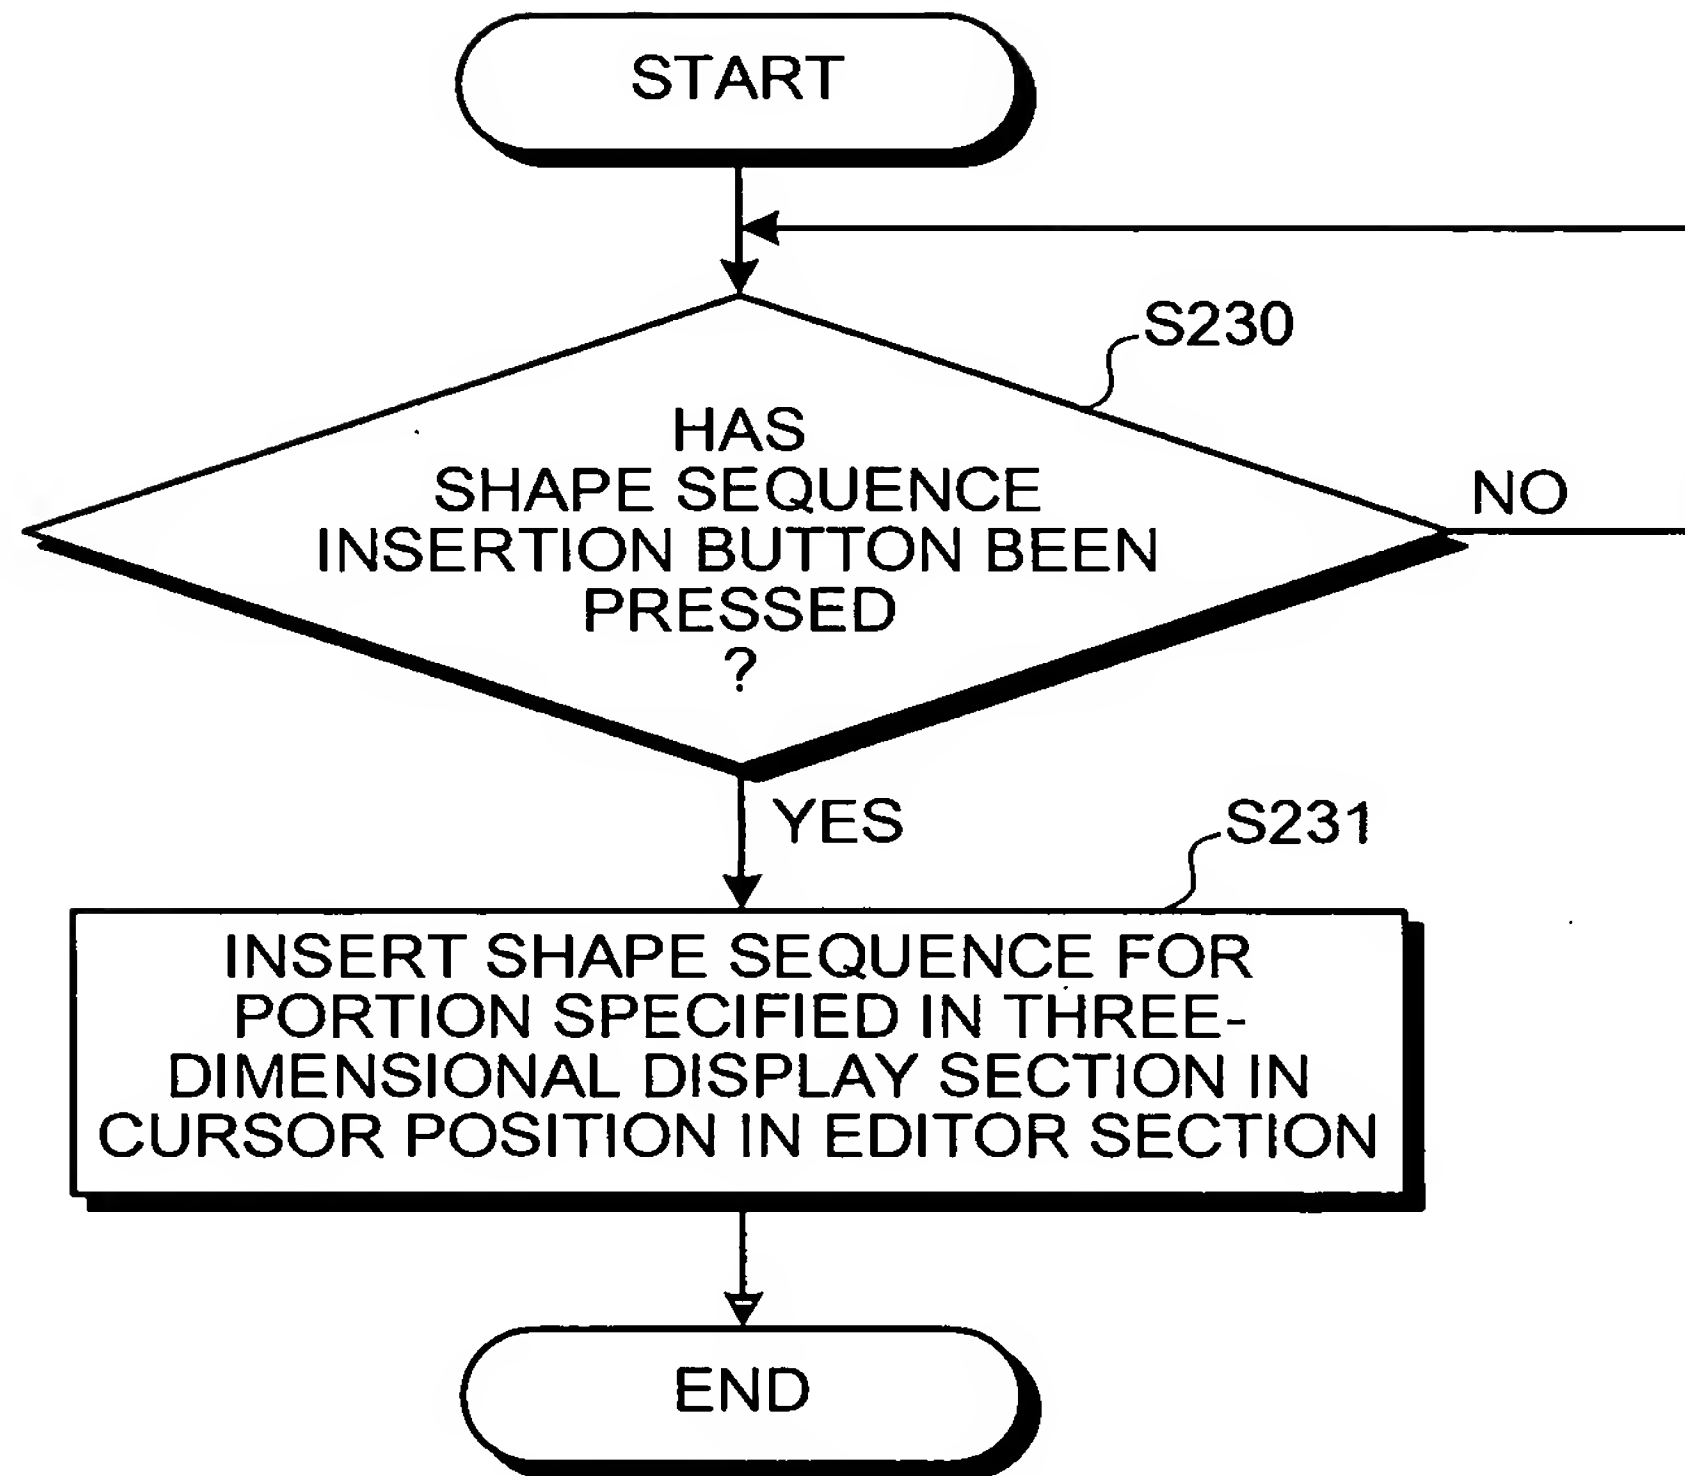 START
S230
HAS
SHAPE SEQUENCE
INSERTION BUTTON BEEN
PRESSED
?
NO
YES
S231
INSERT SHAPE SEQUENCE FOR
PORTION SPECIFIED IN THREE-
DIMENSIONAL DISPLAY SECTION IN
CURSOR POSITION IN EDITOR SECTION
END